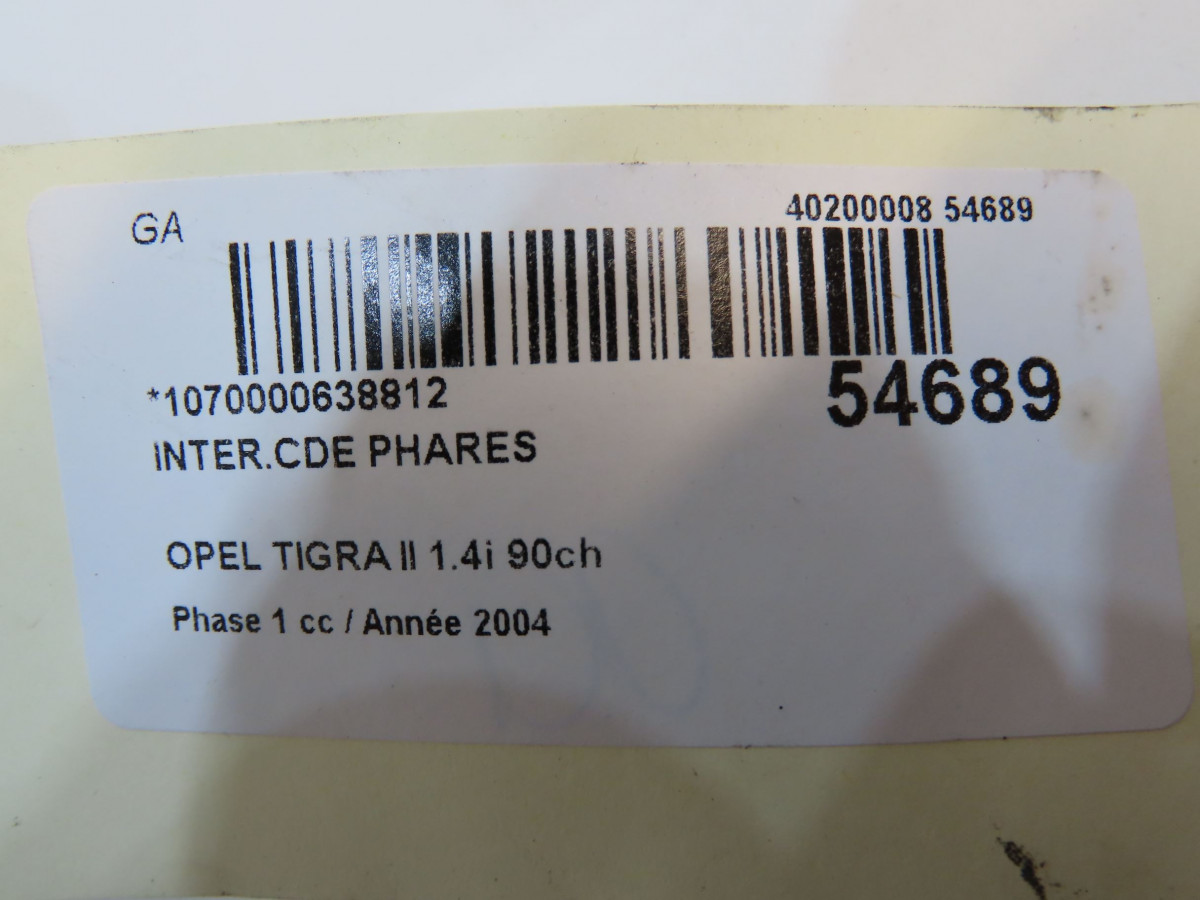 GA
40200008 54689
*1070000638812
54689
INTER.CDE PHARES
OPEL TIGRA II 1.4i 90ch
Phase 1 cc / Année 2004